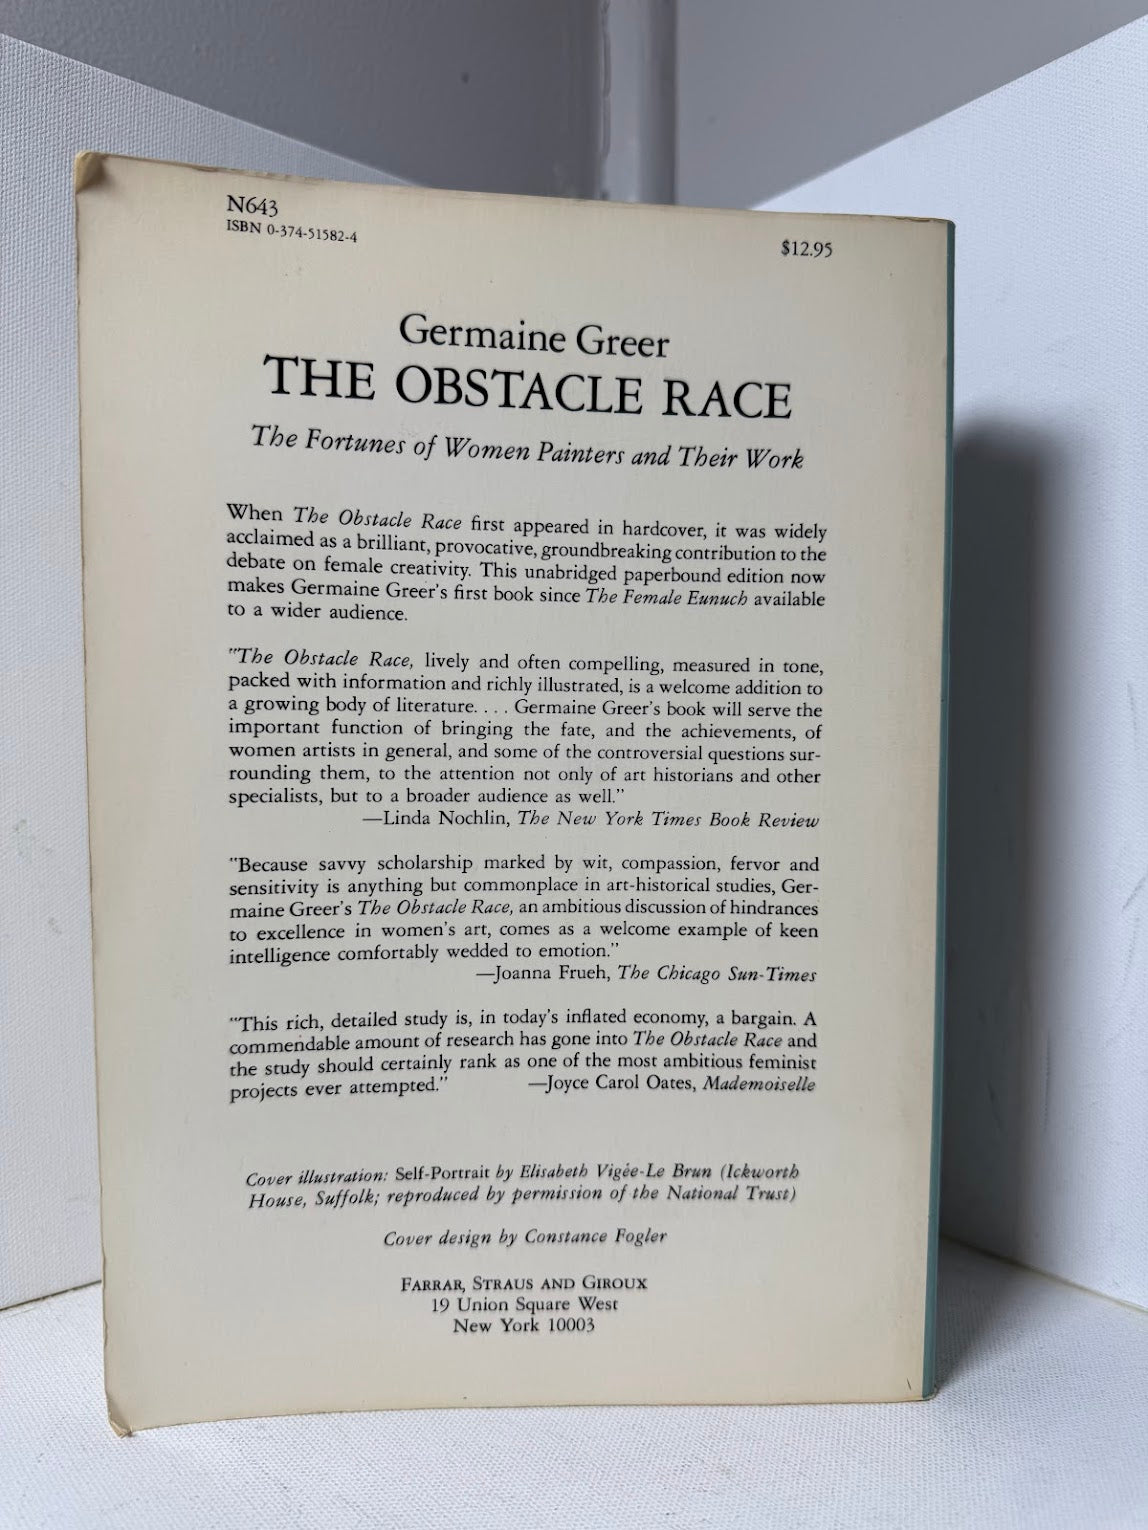 N643
ISBN 0-374-51582-4
$12.95
Germaine Greer
THE OBSTACLE RACE
The Fortunes of Women Painters and Their Work
When The Obstacle Race first appeared in hardcover, it was widely
acclaimed as a brilliant, provocative, groundbreaking contribution to the
debate on female creativity. This unabridged paperbound edition now
makes Germaine Greer's first book since The Female Eunuch available
to a wider audience.
"The Obstacle Race, lively and often compelling, measured in tone,
packed with information and richly illustrated, is a welcome addition to
a growing body of literature. . . . Germaine Greer's book will serve the
important function of bringing the fate, and the achievements, of
women artists in general, and some of the controversial questions sur-
rounding them, to the attention not only of art historians and other
specialists, but to a broader audience as well."
—Linda Nochlin, The New York Times Book Review
"Because savvy scholarship marked by wit, compassion, fervor and
sensitivity is anything but commonplace in art-historical studies, Ger-
maine Greer's The Obstacle Race, an ambitious discussion of hindrances
to excellence in women's art, comes as a welcome example of keen
intelligence comfortably wedded to emotion."
—Joanna Frueh, The Chicago Sun-Times
"This rich, detailed study is, in today's inflated economy, a bargain. A
commendable amount of research has gone into The Obstacle Race and
the study should certainly rank as one of the most ambitious feminist
projects ever attempted." —Joyce Carol Oates, Mademoiselle
Cover illustration: Self-Portrait by Elisabeth Vigée-Le Brun (Ickworth
House, Suffolk; reproduced by permission of the National Trust)
Cover design by Constance Fogler
FARRAR, STRAUS AND GIROUX
19 Union Square West
New York 10003